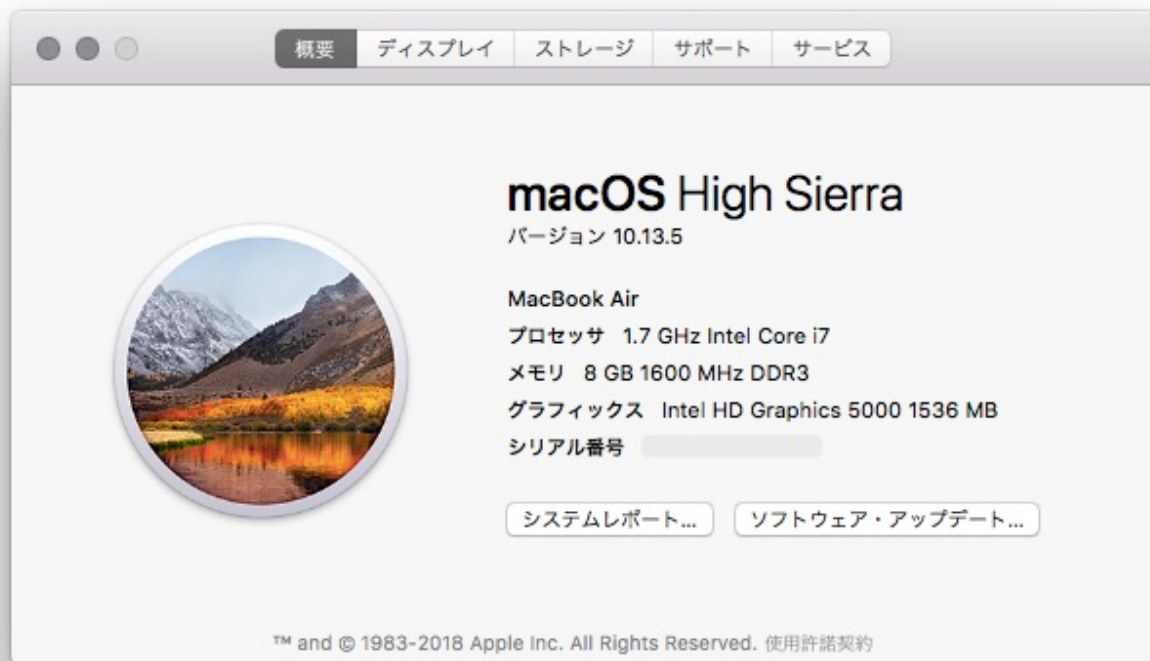 概要 ディスプレイ ストレージ サポート サービス
macOS High Sierra
バージョン 10.13.5
MacBook Air
プロセッサ 1.7 GHz Intel Core i7
メモリ 8 GB 1600 MHz DDR3
グラフィックス Intel HD Graphics 5000 1536 MB
シリアル番号
システムレポート... ソフトウェア・アップデート...
™ and © 1983-2018 Apple Inc. All Rights Reserved. 使用許諾契約